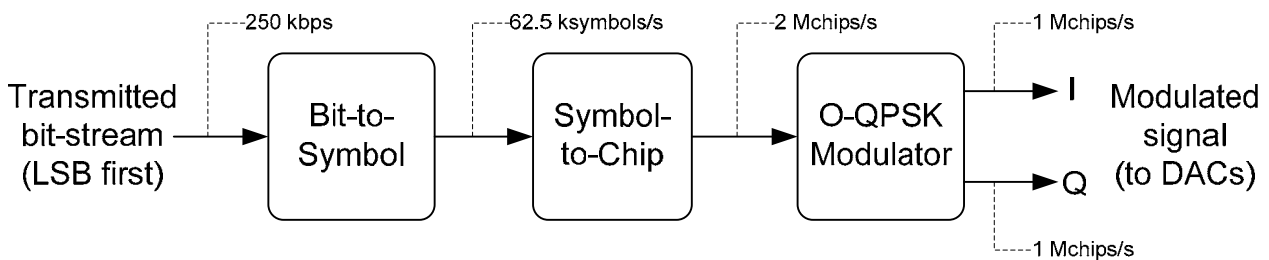 250 kbps
62.5 ksymbols/s
2 Mchips/s
1 Mchips/s
Transmitted
bit-stream
(LSB first)
Bit-to-
Symbol
Symbol-
to-Chip
O-QPSK
Modulator
I
Q
Modulated
signal
(to DACs)
1 Mchips/s